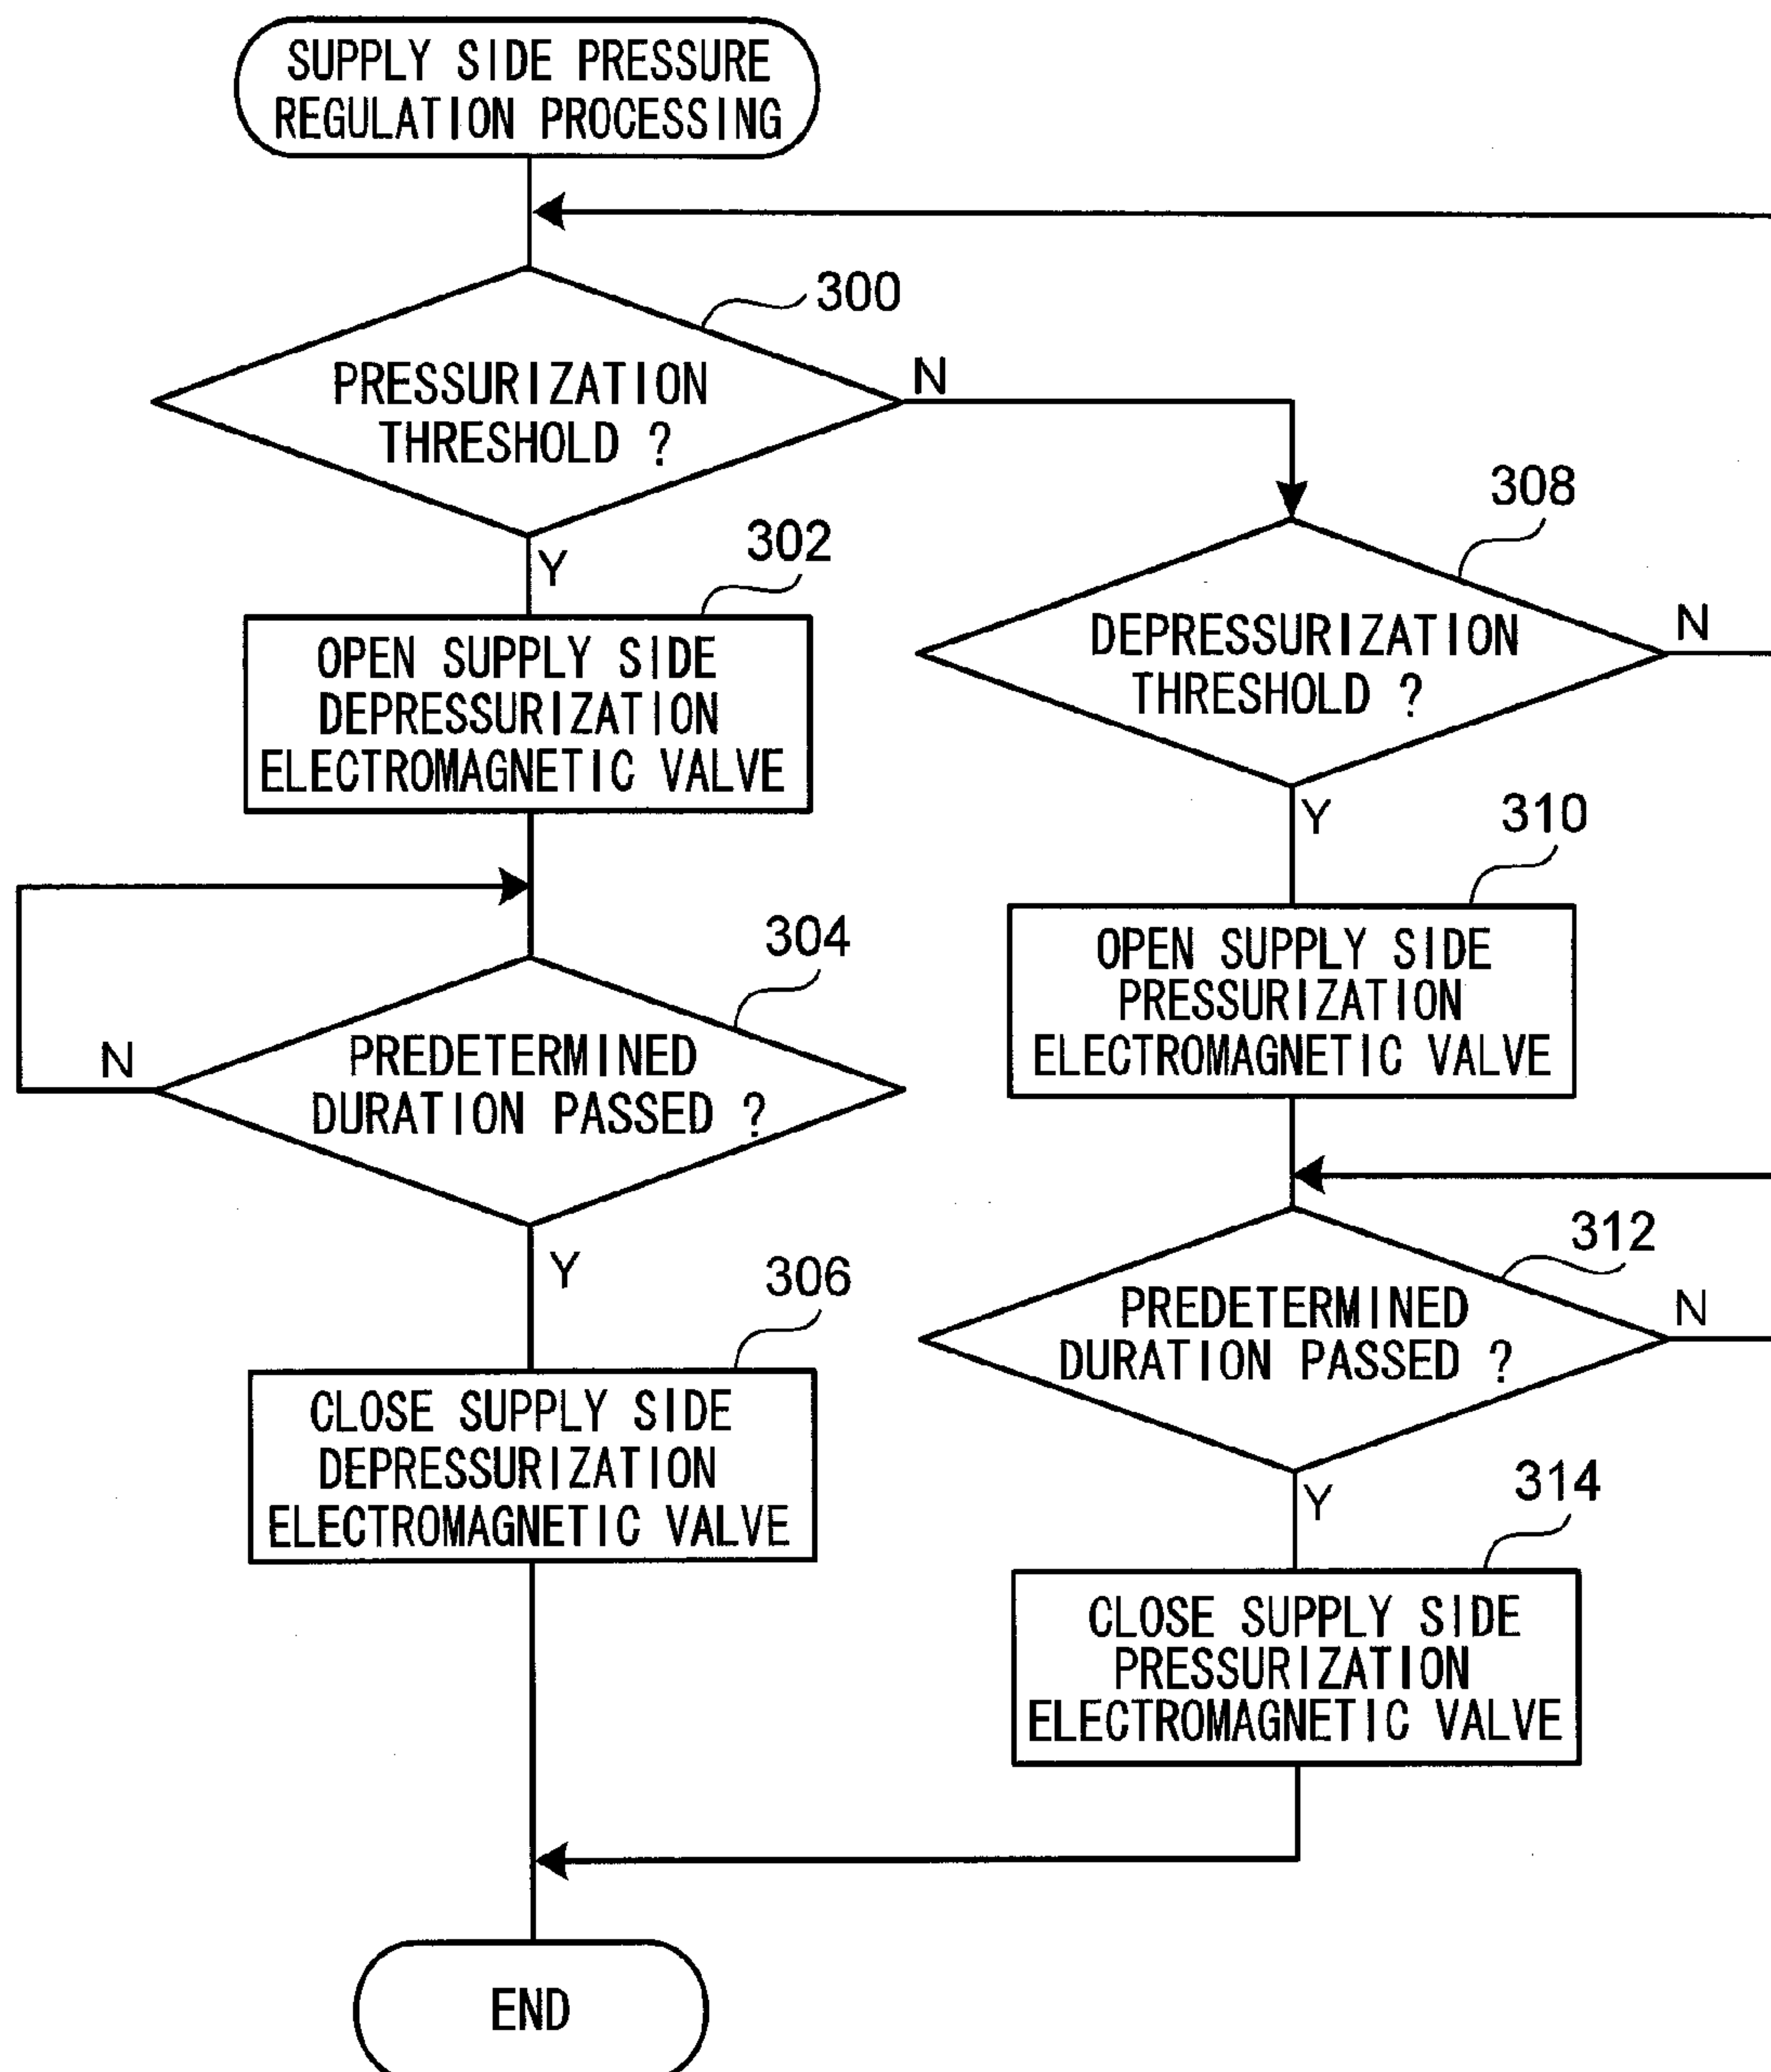 SUPPLY SIDE PRESSURE
REGULATION PROCESSING
300
PRESSURIZATION
THRESHOLD ?
N
Y
302
OPEN SUPPLY SIDE
DEPRESSURIZATION
ELECTROMAGNETIC VALVE
304
PREDETERMINED
DURATION PASSED ?
N
Y
306
CLOSE SUPPLY SIDE
DEPRESSURIZATION
ELECTROMAGNETIC VALVE
308
DEPRESSURIZATION
THRESHOLD ?
N
Y
310
OPEN SUPPLY SIDE
PRESSURIZATION
ELECTROMAGNETIC VALVE
312
PREDETERMINED
DURATION PASSED ?
N
Y
314
CLOSE SUPPLY SIDE
PRESSURIZATION
ELECTROMAGNETIC VALVE
END